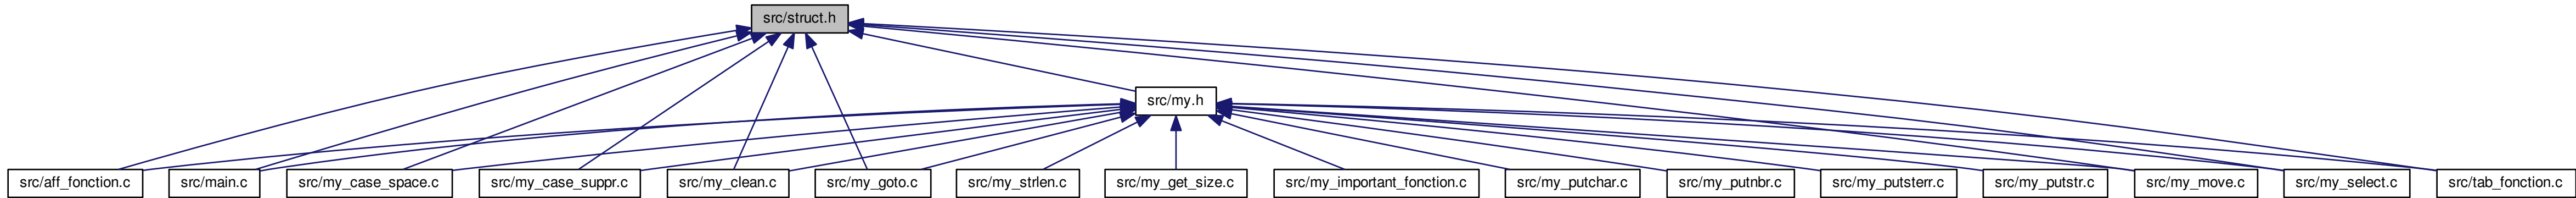 src/struct.h
src/my.h
src/aff_fonction.c
src/main.c
src/my_case_space.c
src/my_case_suppr.c
src/my_clean.c
src/my_goto.c
src/my_strlen.c
src/my_get_size.c
src/my_important_fonction.c
src/my_putchar.c
src/my_putnbr.c
src/my_putsterr.c
src/my_putstr.c
src/my_move.c
src/my_select.c
src/tab_fonction.c